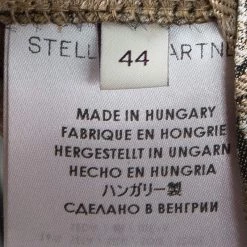 STELL ARTN
44
MADE IN HUNGARY
FABRIQUE EN HONGRIE
HERGESTELLT IN UNGARN
HECHO EN HUNGRIA
ハンガリー製
СДЕЛАНО В ВЕНГРИИ